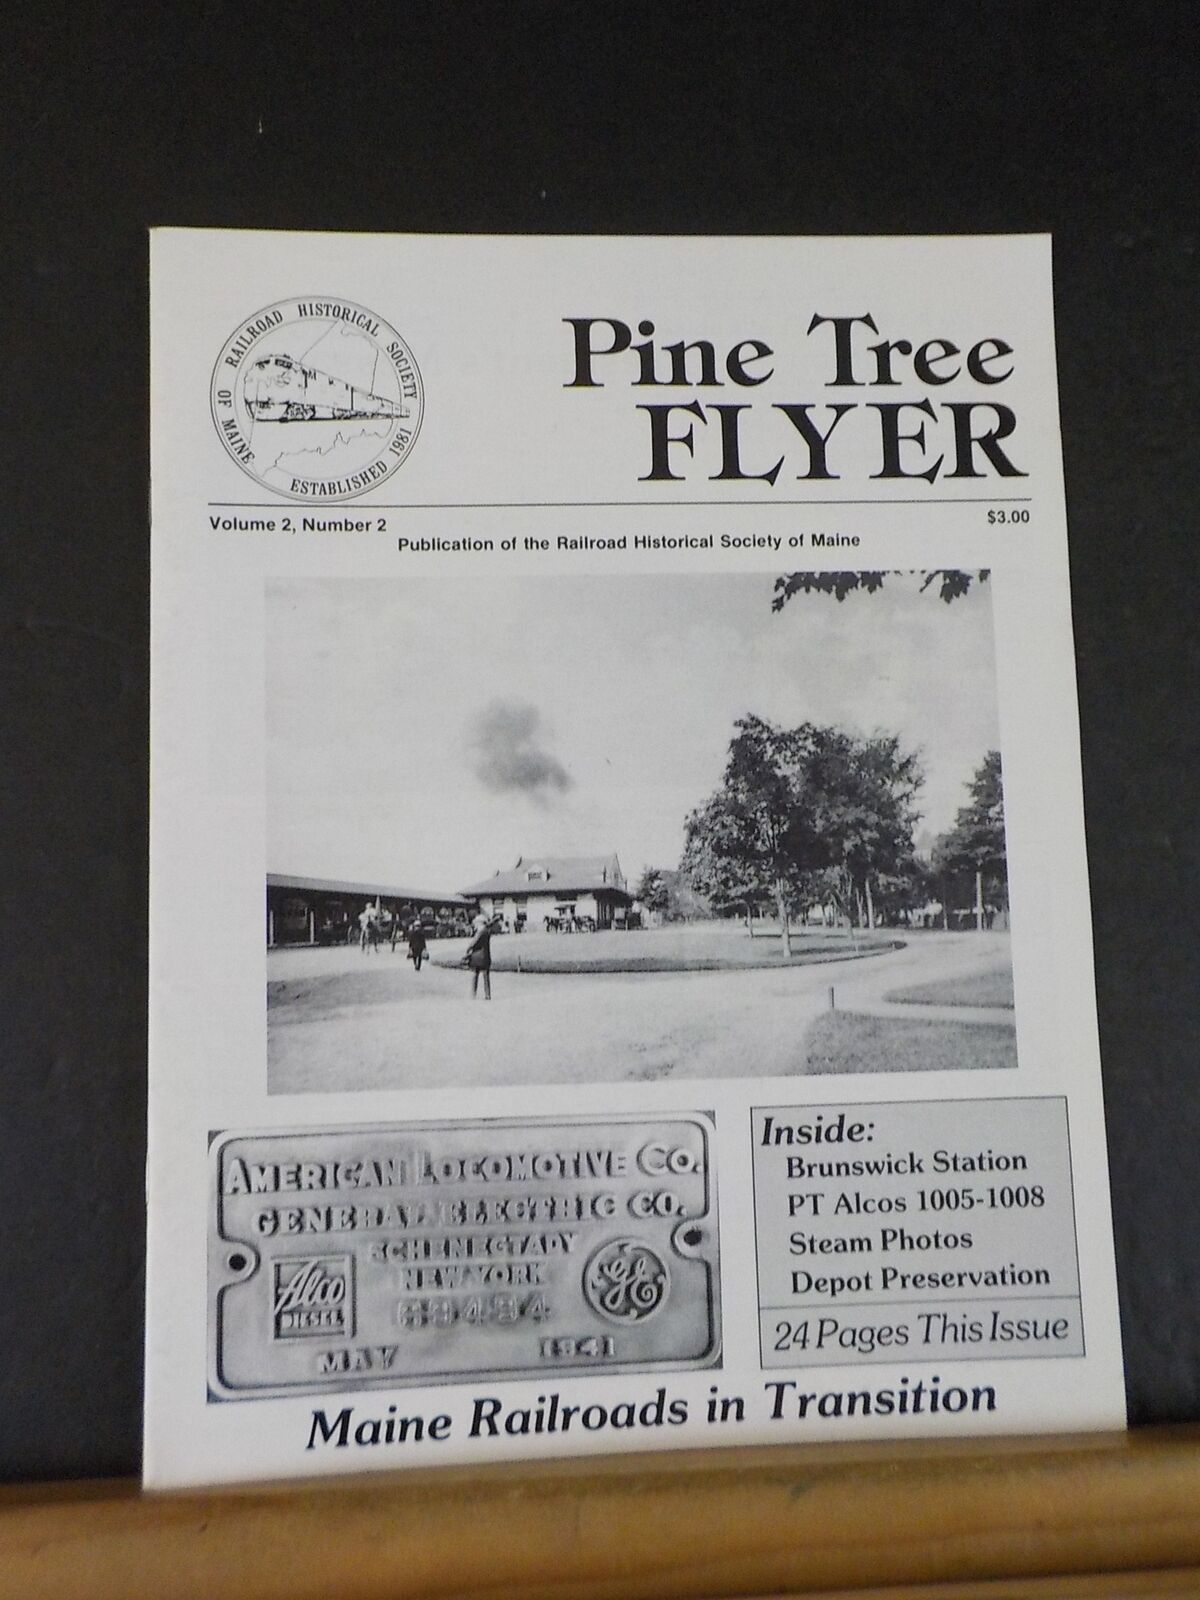 RAILROAD HISTORICAL SOCIETY OF MAINE
ESTABLISHED 1981
Pine Tree
FLYER
Volume 2, Number 2
$3.00
Publication of the Railroad Historical Society of Maine
AMERICAN LOCOMOTIVE CO.
GENERAL ELECTRIC CO.
SCHENECTADY
NEW YORK
Alco
DIESEL
GE
69494
MAY 1941
Inside:
Brunswick Station
PT Alcos 1005-1008
Steam Photos
Depot Preservation
24 Pages This Issue
Maine Railroads in Transition